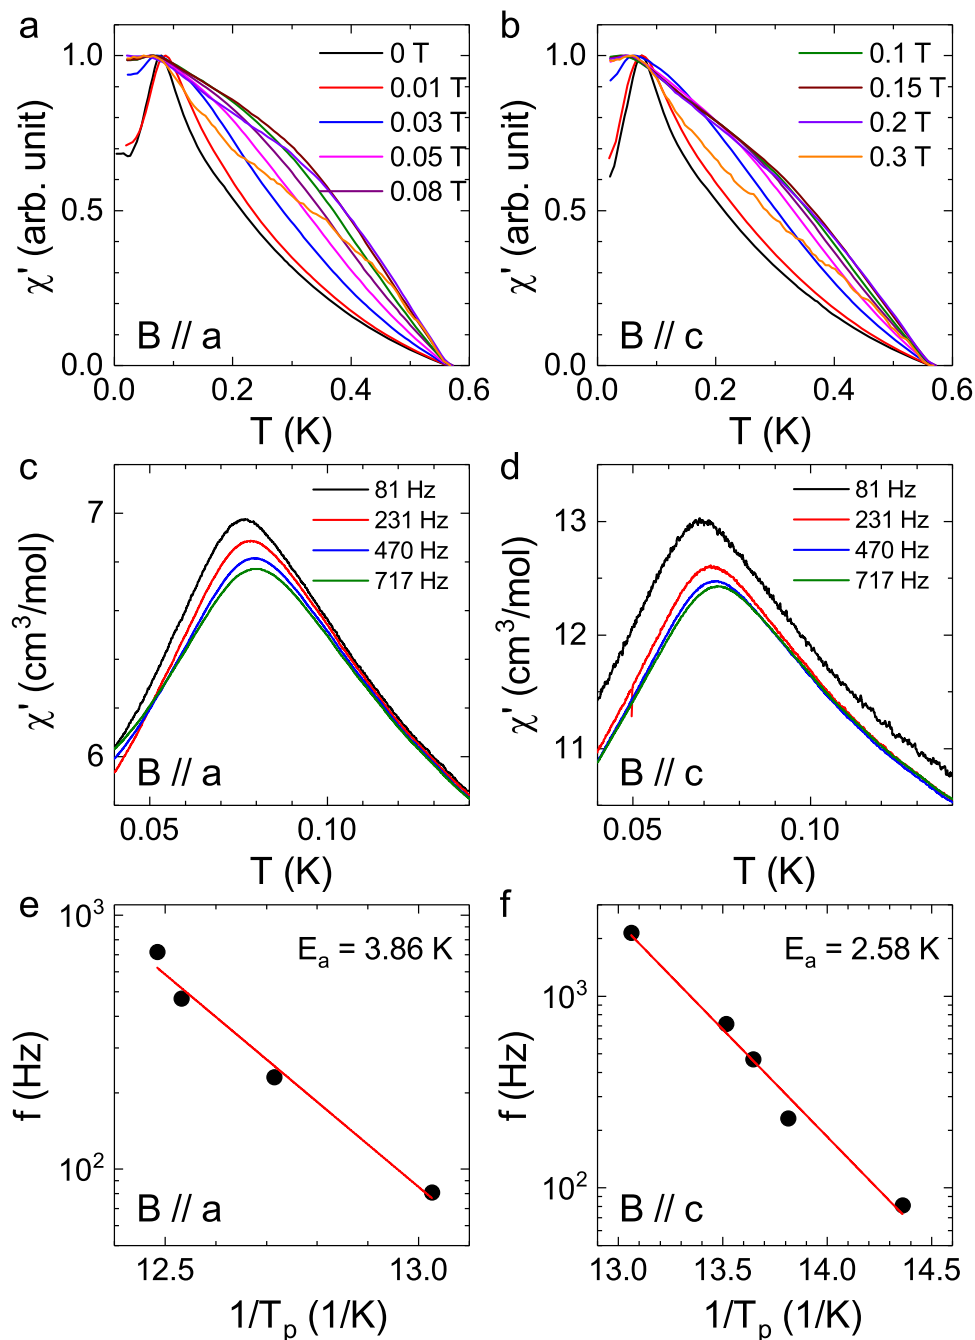 a
χ' (arb. unit)
1.0
0.5
0.0
0 T
0.01 T
0.03 T
0.05 T
0.08 T
B // a
0.0 0.2 0.4 0.6
T (K)
b
χ' (arb. unit)
1.0
0.5
0.0
0.1 T
0.15 T
0.2 T
0.3 T
B // c
0.0 0.2 0.4 0.6
T (K)
c
χ' (cm³/mol)
7
6
81 Hz
231 Hz
470 Hz
717 Hz
B // a
0.05 0.10
T (K)
d
χ' (cm³/mol)
13
12
11
81 Hz
231 Hz
470 Hz
717 Hz
B // c
0.05 0.10
T (K)
e
f (Hz)
10³
10²
Eₐ = 3.86 K
B // a
12.5 13.0
1/Tₚ (1/K)
f
f (Hz)
10³
10²
Eₐ = 2.58 K
B // c
13.0 13.5 14.0 14.5
1/Tₚ (1/K)